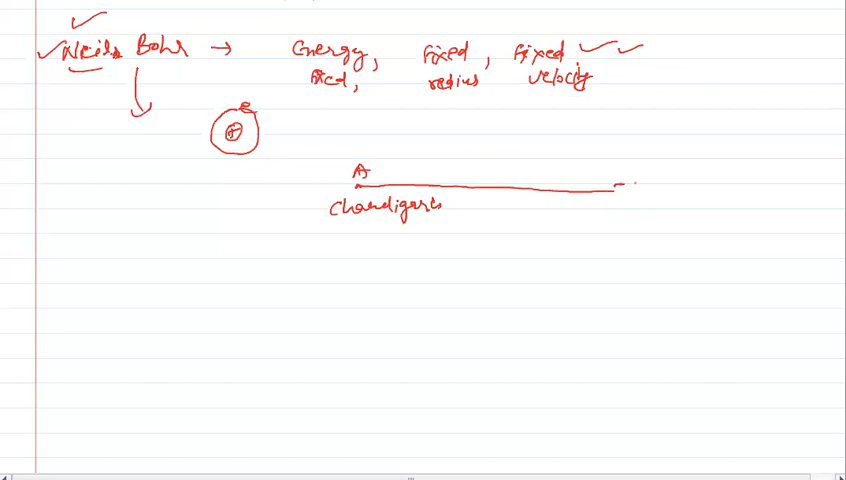 Neils Bohr → Energy fixed, fixed radius, fixed velocity
e
+
A
Chandigarh